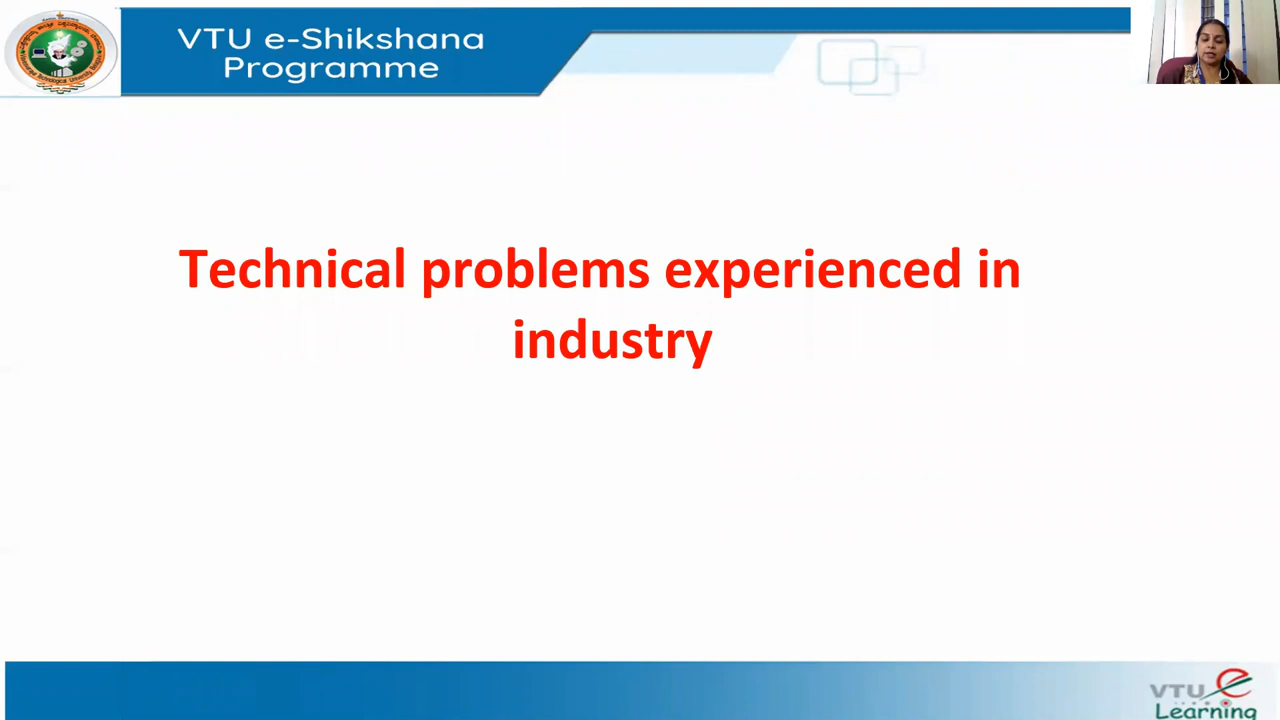 VTU e-Shikshana
Programme
Technical problems experienced in
industry
VTU e
Learning